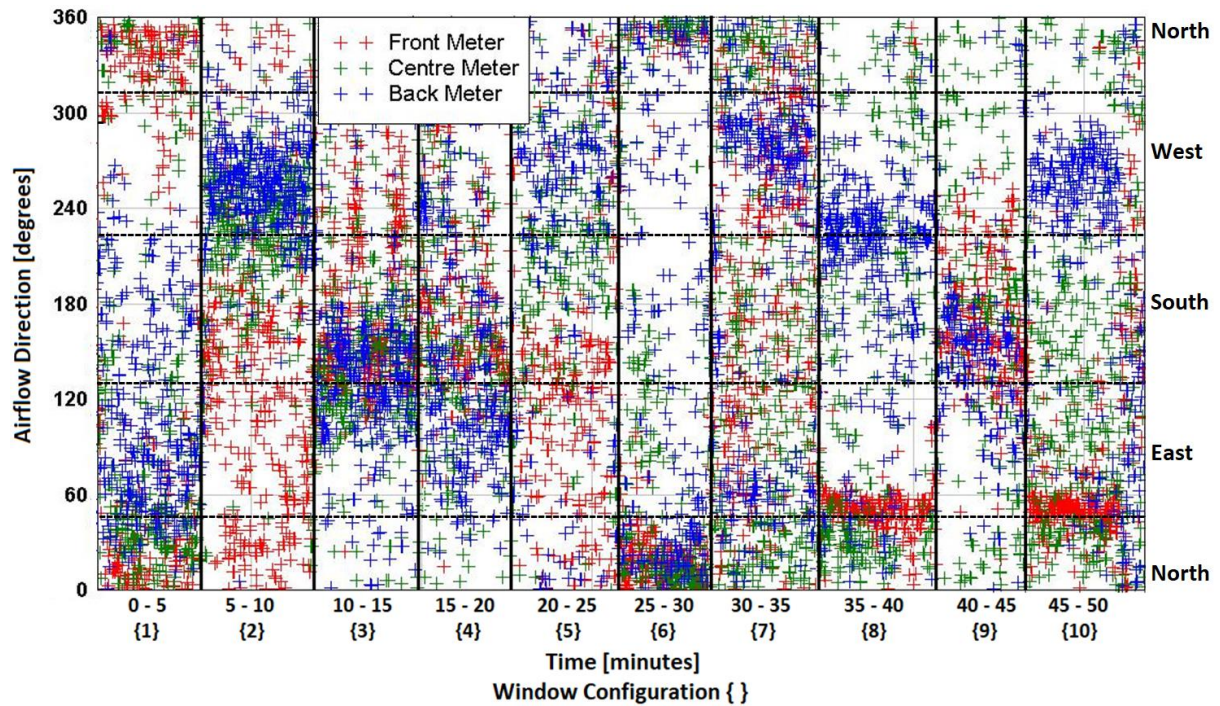 360
300
240
180
120
60
0
Airflow Direction [degrees]
Front Meter
Centre Meter
Back Meter
North
West
South
East
North
0 - 5 5 - 10 10 - 15 15 - 20 20 - 25 25 - 30 30 - 35 35 - 40 40 - 45 45 - 50
{1} {2} {3} {4} {5} {6} {7} {8} {9} {10}
Time [minutes]
Window Configuration { }